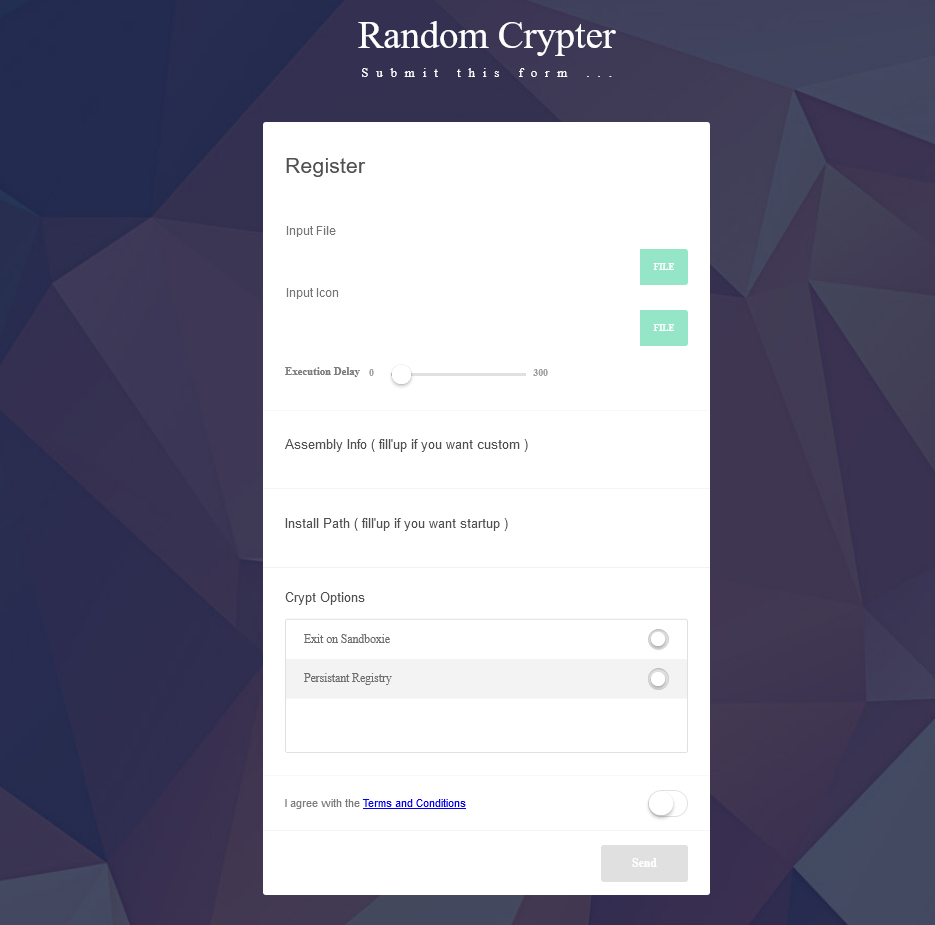 Random Crypter
Submit this form ...
Register
Input File
FILE
Input Icon
FILE
Execution Delay 0 300
Assembly Info ( fill'up if you want custom )
Install Path ( fill'up if you want startup )
Crypt Options
Exit on Sandboxie
Persistant Registry
I agree with the Terms and Conditions
Send